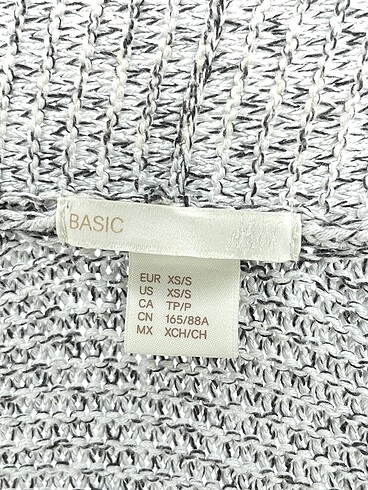 BASIC
EUR XS/S
US XS/S
CA TP/P
CN 165/88A
MX XCH/CH